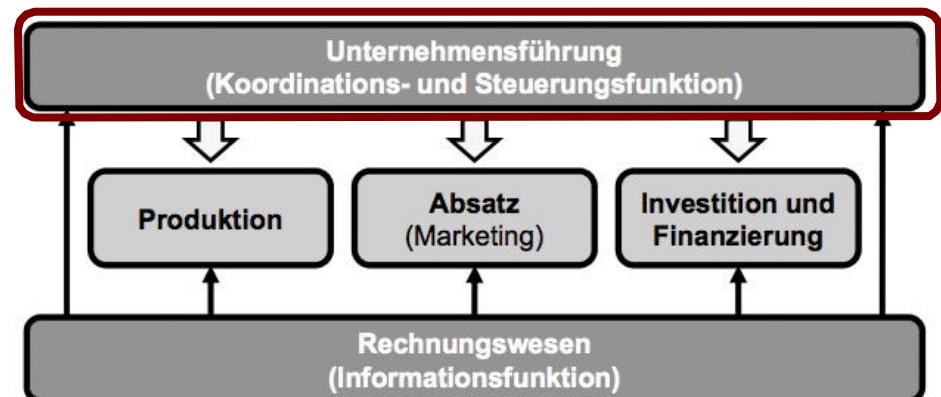 Unternehmensführung
(Koordinations- und Steuerungsfunktion)
Produktion
Absatz
(Marketing)
Investition und
Finanzierung
Rechnungswesen
(Informationsfunktion)